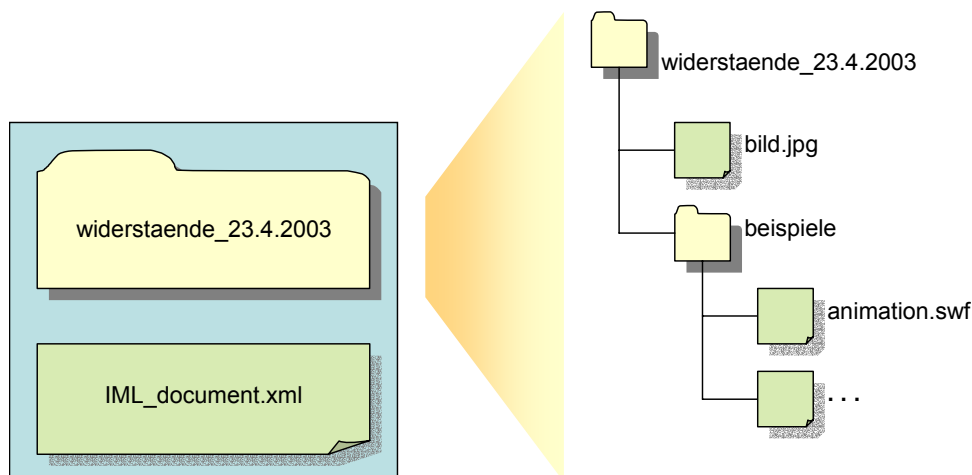 widerstaende_23.4.2003
IML_document.xml
widerstaende_23.4.2003
bild.jpg
beispiele
animation.swf
. . .